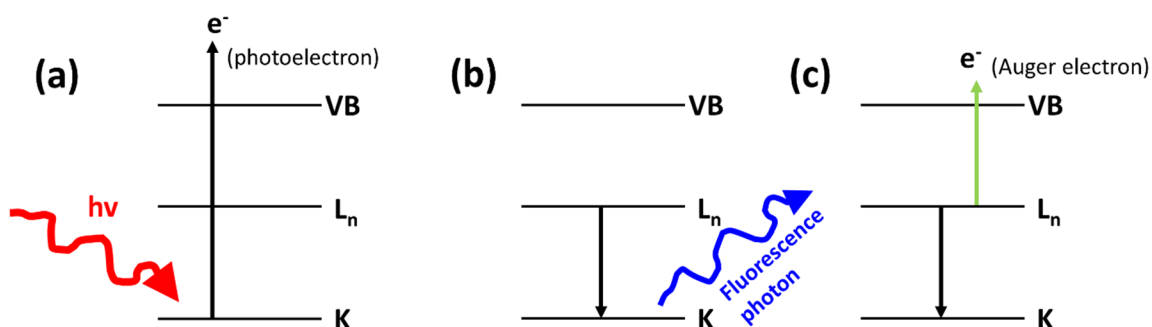 (a)
e-
(photoelectron)
VB
hv
Ln
K
(b)
VB
Ln
Fluorescence
photon
K
(c)
e-
(Auger electron)
VB
Ln
K